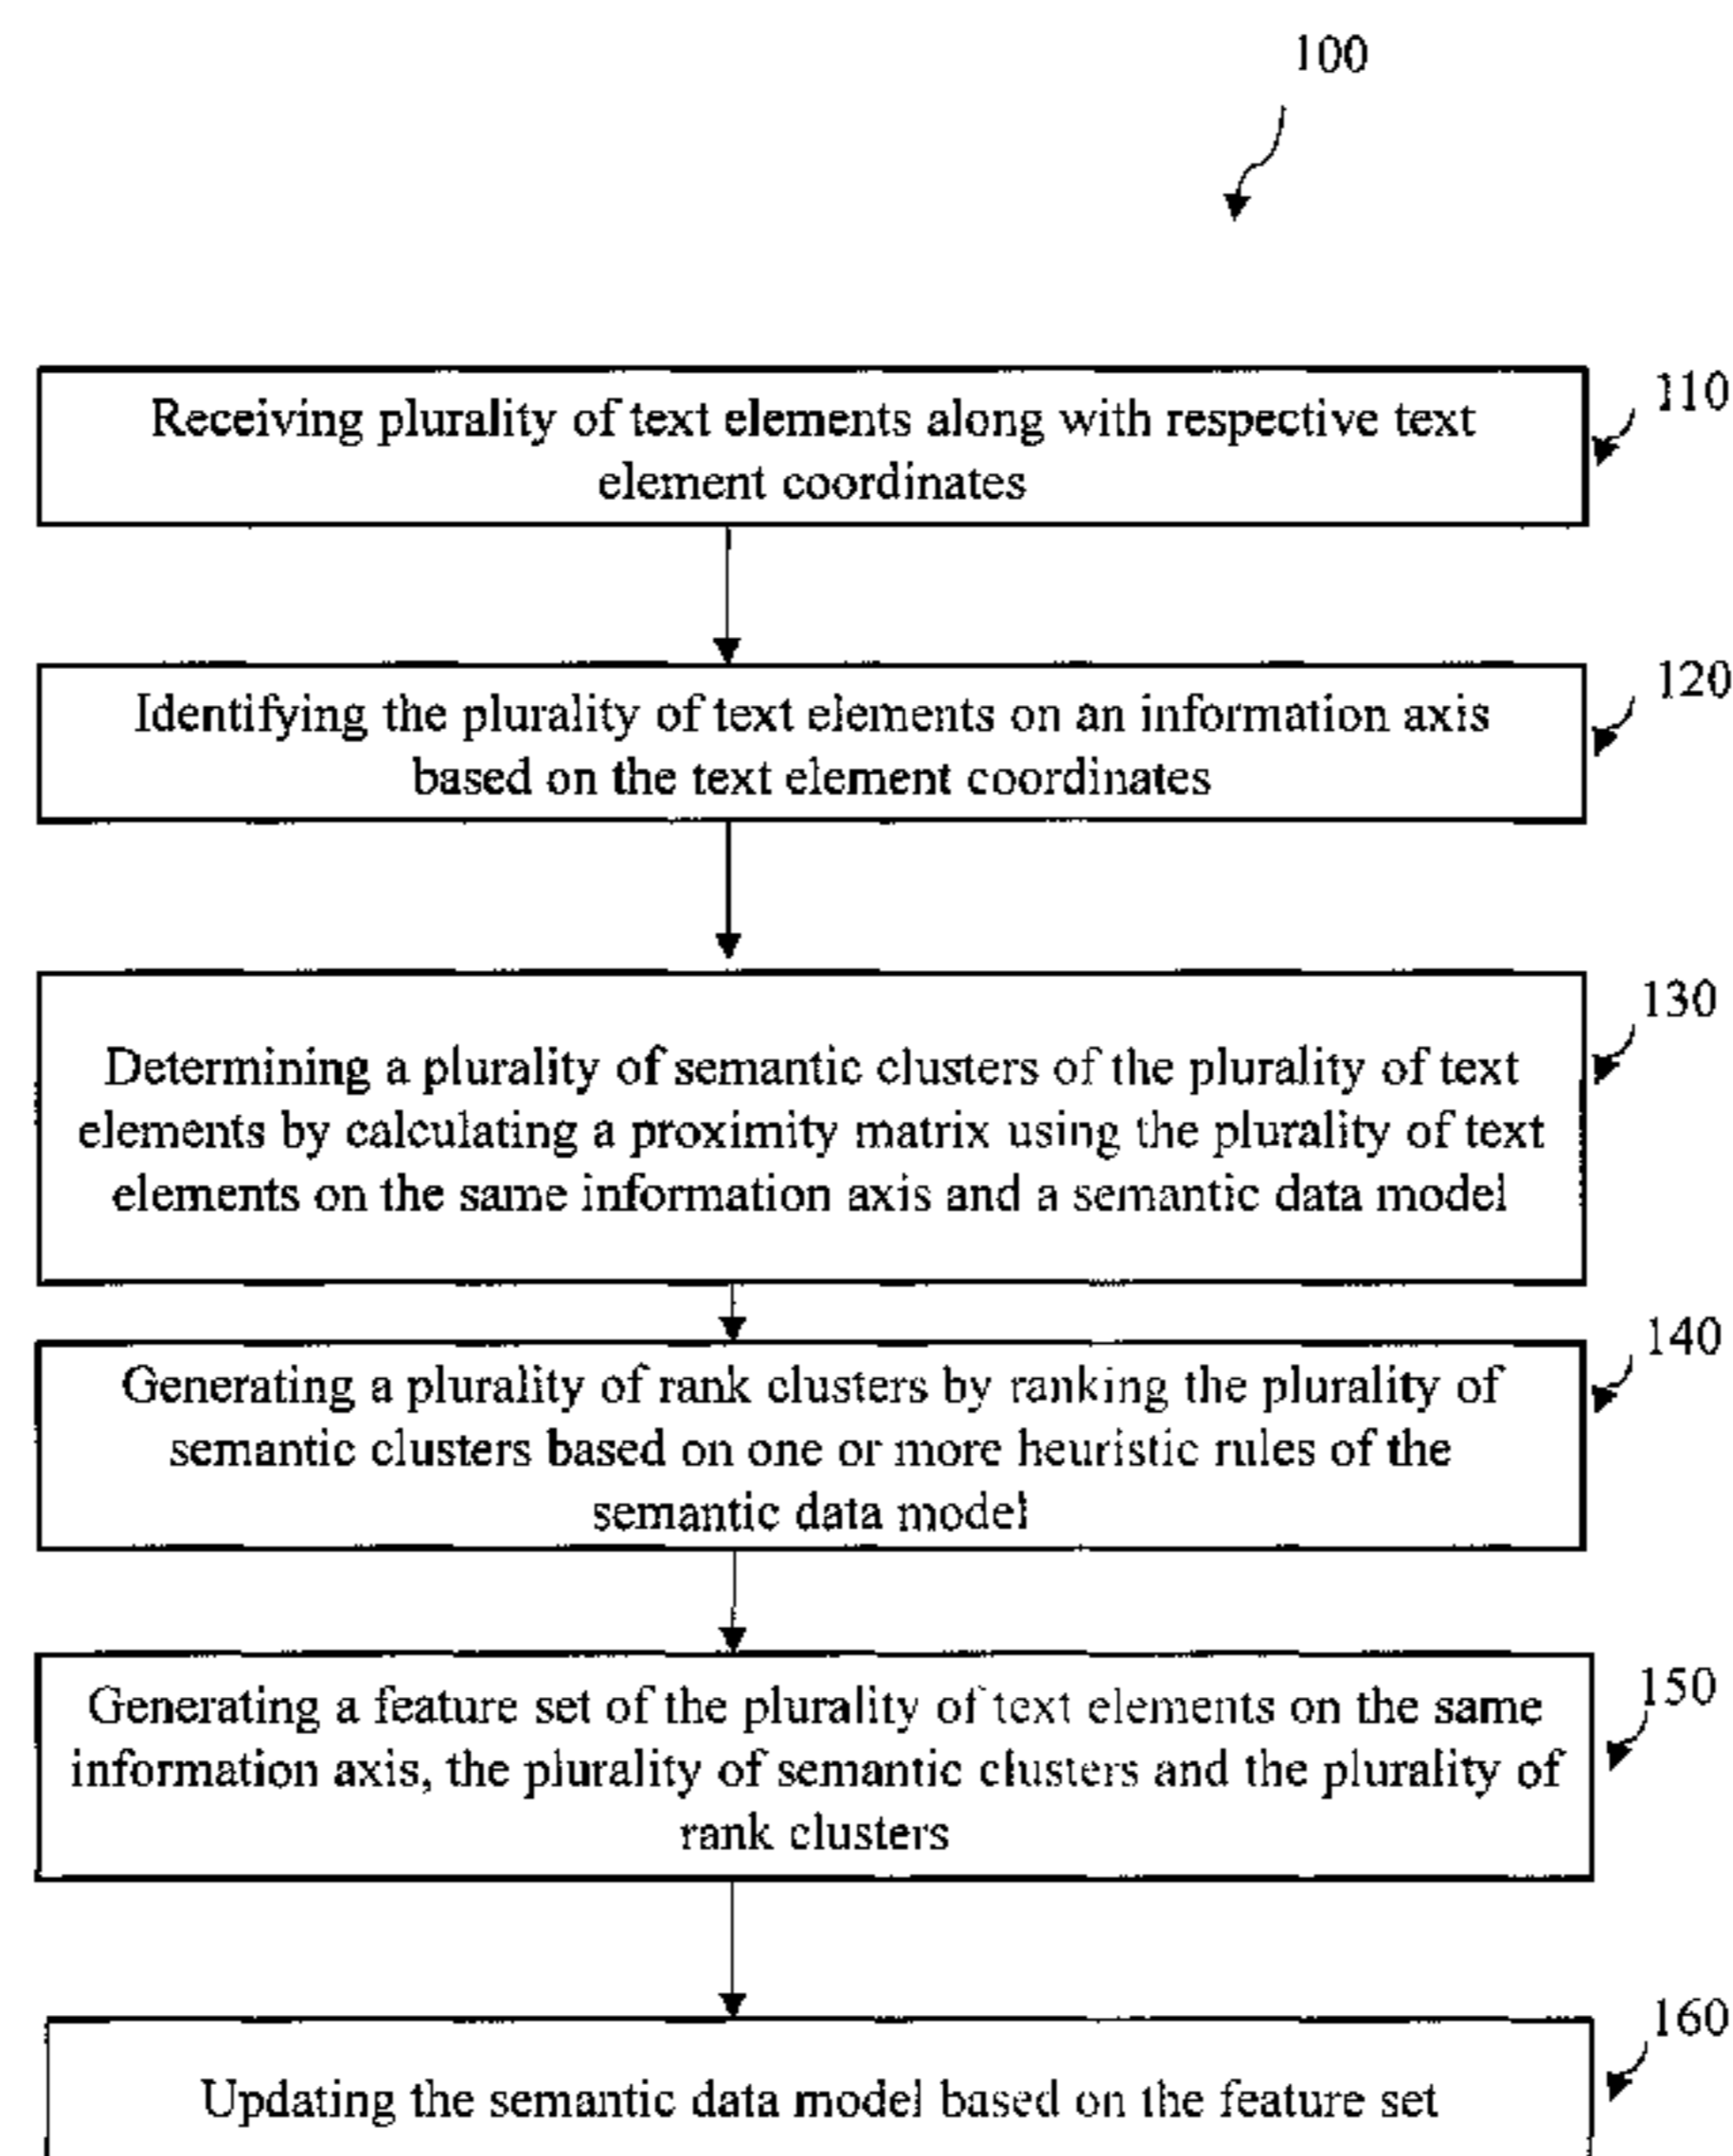 100
Receiving plurality of text elements along with respective text
element coordinates
110
Identifying the plurality of text elements on an information axis
based on the text element coordinates
120
Determining a plurality of semantic clusters of the plurality of text
elements by calculating a proximity matrix using the plurality of text
elements on the same information axis and a semantic data model
130
Generating a plurality of rank clusters by ranking the plurality of
semantic clusters based on one or more heuristic rules of the
semantic data model
140
Generating a feature set of the plurality of text elements on the same
information axis, the plurality of semantic clusters and the plurality of
rank clusters
150
Updating the semantic data model based on the feature set
160